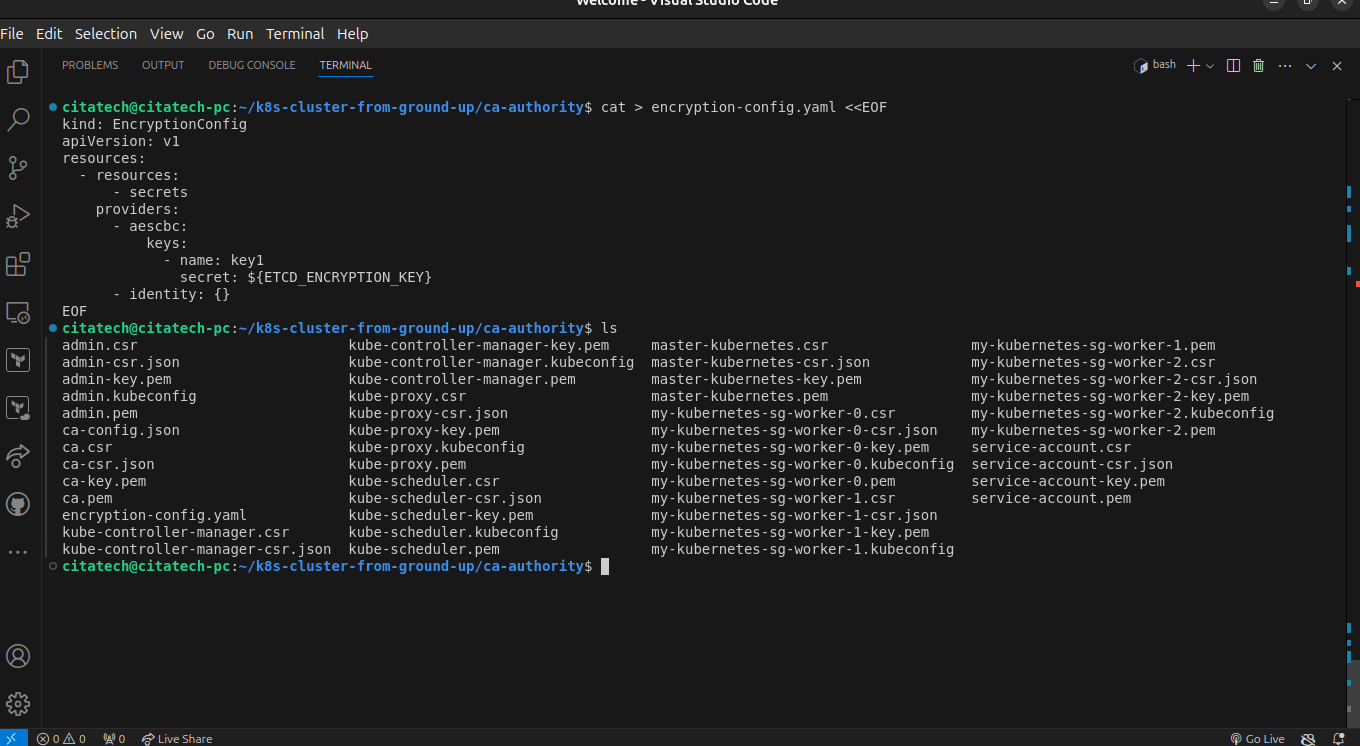 Welcome - Visual Studio Code
File Edit Selection View Go Run Terminal Help
PROBLEMS OUTPUT DEBUG CONSOLE TERMINAL bash
citatech@citatech-pc:~/k8s-cluster-from-ground-up/ca-authority$ cat > encryption-config.yaml <<EOF
kind: EncryptionConfig
apiVersion: v1
resources:
  - resources:
      - secrets
    providers:
      - aescbc:
          keys:
            - name: key1
              secret: ${ETCD_ENCRYPTION_KEY}
      - identity: {}
EOF
citatech@citatech-pc:~/k8s-cluster-from-ground-up/ca-authority$ ls
admin.csr kube-controller-manager-key.pem master-kubernetes.csr my-kubernetes-sg-worker-1.pem
admin-csr.json kube-controller-manager.kubeconfig master-kubernetes-csr.json my-kubernetes-sg-worker-2.csr
admin-key.pem kube-controller-manager.pem master-kubernetes-key.pem my-kubernetes-sg-worker-2-csr.json
admin.kubeconfig kube-proxy.csr master-kubernetes.pem my-kubernetes-sg-worker-2-key.pem
admin.pem kube-proxy-csr.json my-kubernetes-sg-worker-0.csr my-kubernetes-sg-worker-2.kubeconfig
ca-config.json kube-proxy-key.pem my-kubernetes-sg-worker-0-csr.json my-kubernetes-sg-worker-2.pem
ca.csr kube-proxy.kubeconfig my-kubernetes-sg-worker-0-key.pem service-account.csr
ca-csr.json kube-proxy.pem my-kubernetes-sg-worker-0.kubeconfig service-account-csr.json
ca-key.pem kube-scheduler.csr my-kubernetes-sg-worker-0.pem service-account-key.pem
ca.pem kube-scheduler-csr.json my-kubernetes-sg-worker-1.csr service-account.pem
encryption-config.yaml kube-scheduler-key.pem my-kubernetes-sg-worker-1-csr.json
kube-controller-manager.csr kube-scheduler.kubeconfig my-kubernetes-sg-worker-1-key.pem
kube-controller-manager-csr.json kube-scheduler.pem my-kubernetes-sg-worker-1.kubeconfig
citatech@citatech-pc:~/k8s-cluster-from-ground-up/ca-authority$
0 0 0 Live Share Go Live